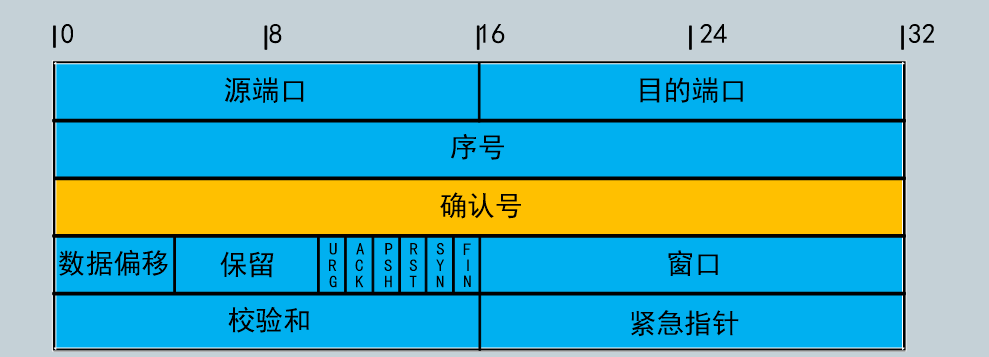 0 8 16 24 32
源端口 目的端口
序号
确认号
数据偏移 保留 URG ACK PSH RST SYN FIN 窗口
校验和 紧急指针